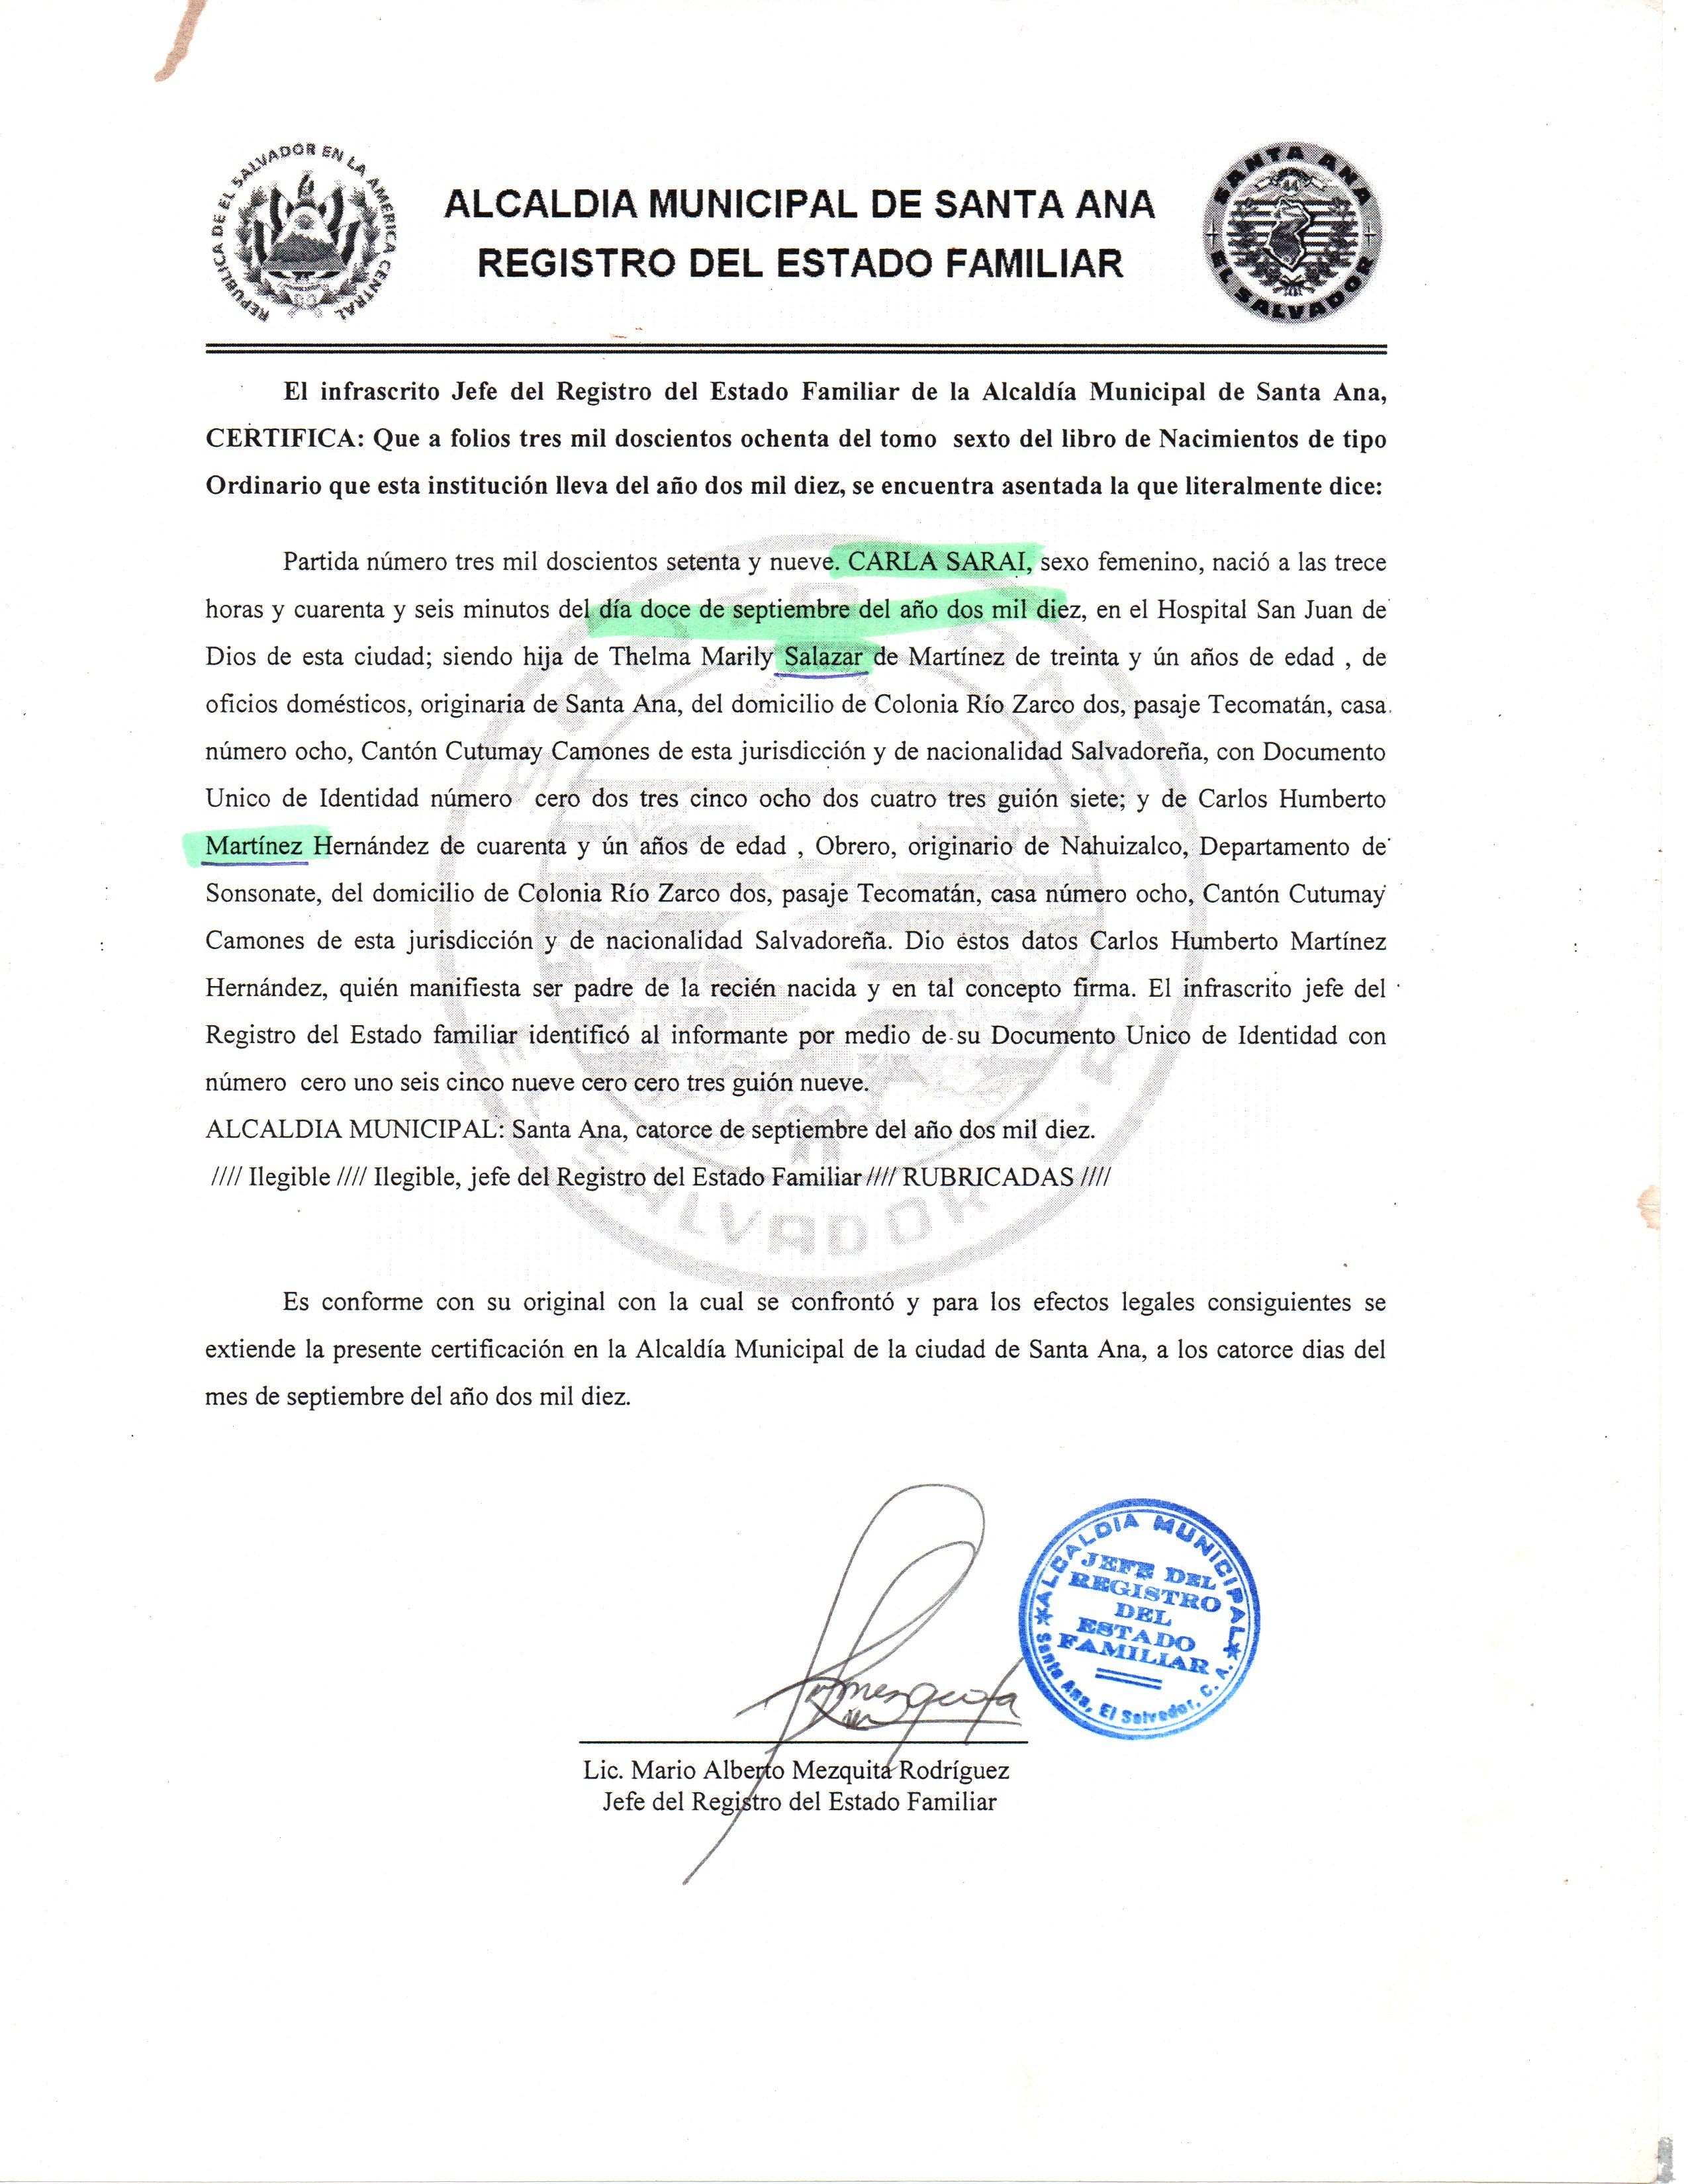 REPUBLICA DE EL SALVADOR EN LA AMERICA CENTRAL
ALCALDIA MUNICIPAL DE SANTA ANA
REGISTRO DEL ESTADO FAMILIAR
SANTA ANA
EL SALVADOR
El infrascrito Jefe del Registro del Estado Familiar de la Alcaldía Municipal de Santa Ana,
CERTIFICA: Que a folios tres mil doscientos ochenta del tomo sexto del libro de Nacimientos de tipo
Ordinario que esta institución lleva del año dos mil diez, se encuentra asentada la que literalmente dice:
Partida número tres mil doscientos setenta y nueve. CARLA SARAI, sexo femenino, nació a las trece
horas y cuarenta y seis minutos del día doce de septiembre del año dos mil diez, en el Hospital San Juan de
Dios de esta ciudad; siendo hija de Thelma Marily Salazar de Martínez de treinta y ún años de edad , de
oficios domésticos, originaria de Santa Ana, del domicilio de Colonia Río Zarco dos, pasaje Tecomatán, casa
número ocho, Cantón Cutumay Camones de esta jurisdicción y de nacionalidad Salvadoreña, con Documento
Unico de Identidad número cero dos tres cinco ocho dos cuatro tres guión siete; y de Carlos Humberto
Martínez Hernández de cuarenta y ún años de edad , Obrero, originario de Nahuizalco, Departamento de
Sonsonate, del domicilio de Colonia Río Zarco dos, pasaje Tecomatán, casa número ocho, Cantón Cutumay
Camones de esta jurisdicción y de nacionalidad Salvadoreña. Dio éstos datos Carlos Humberto Martínez
Hernández, quién manifiesta ser padre de la recién nacida y en tal concepto firma. El infrascrito jefe del
Registro del Estado familiar identificó al informante por medio de su Documento Unico de Identidad con
número cero uno seis cinco nueve cero cero tres guión nueve.
ALCALDIA MUNICIPAL: Santa Ana, catorce de septiembre del año dos mil diez.
//// Ilegible //// Ilegible, jefe del Registro del Estado Familiar //// RUBRICADAS ////
Es conforme con su original con la cual se confrontó y para los efectos legales consiguientes se
extiende la presente certificación en la Alcaldía Municipal de la ciudad de Santa Ana, a los catorce dias del
mes de septiembre del año dos mil diez.
ALCALDIA MUNICIPAL
JEFE DEL
REGISTRO
DEL
ESTADO
FAMILIAR
Santa Ana, El Salvador, C. A.
Lic. Mario Alberto Mezquita Rodríguez
Jefe del Registro del Estado Familiar